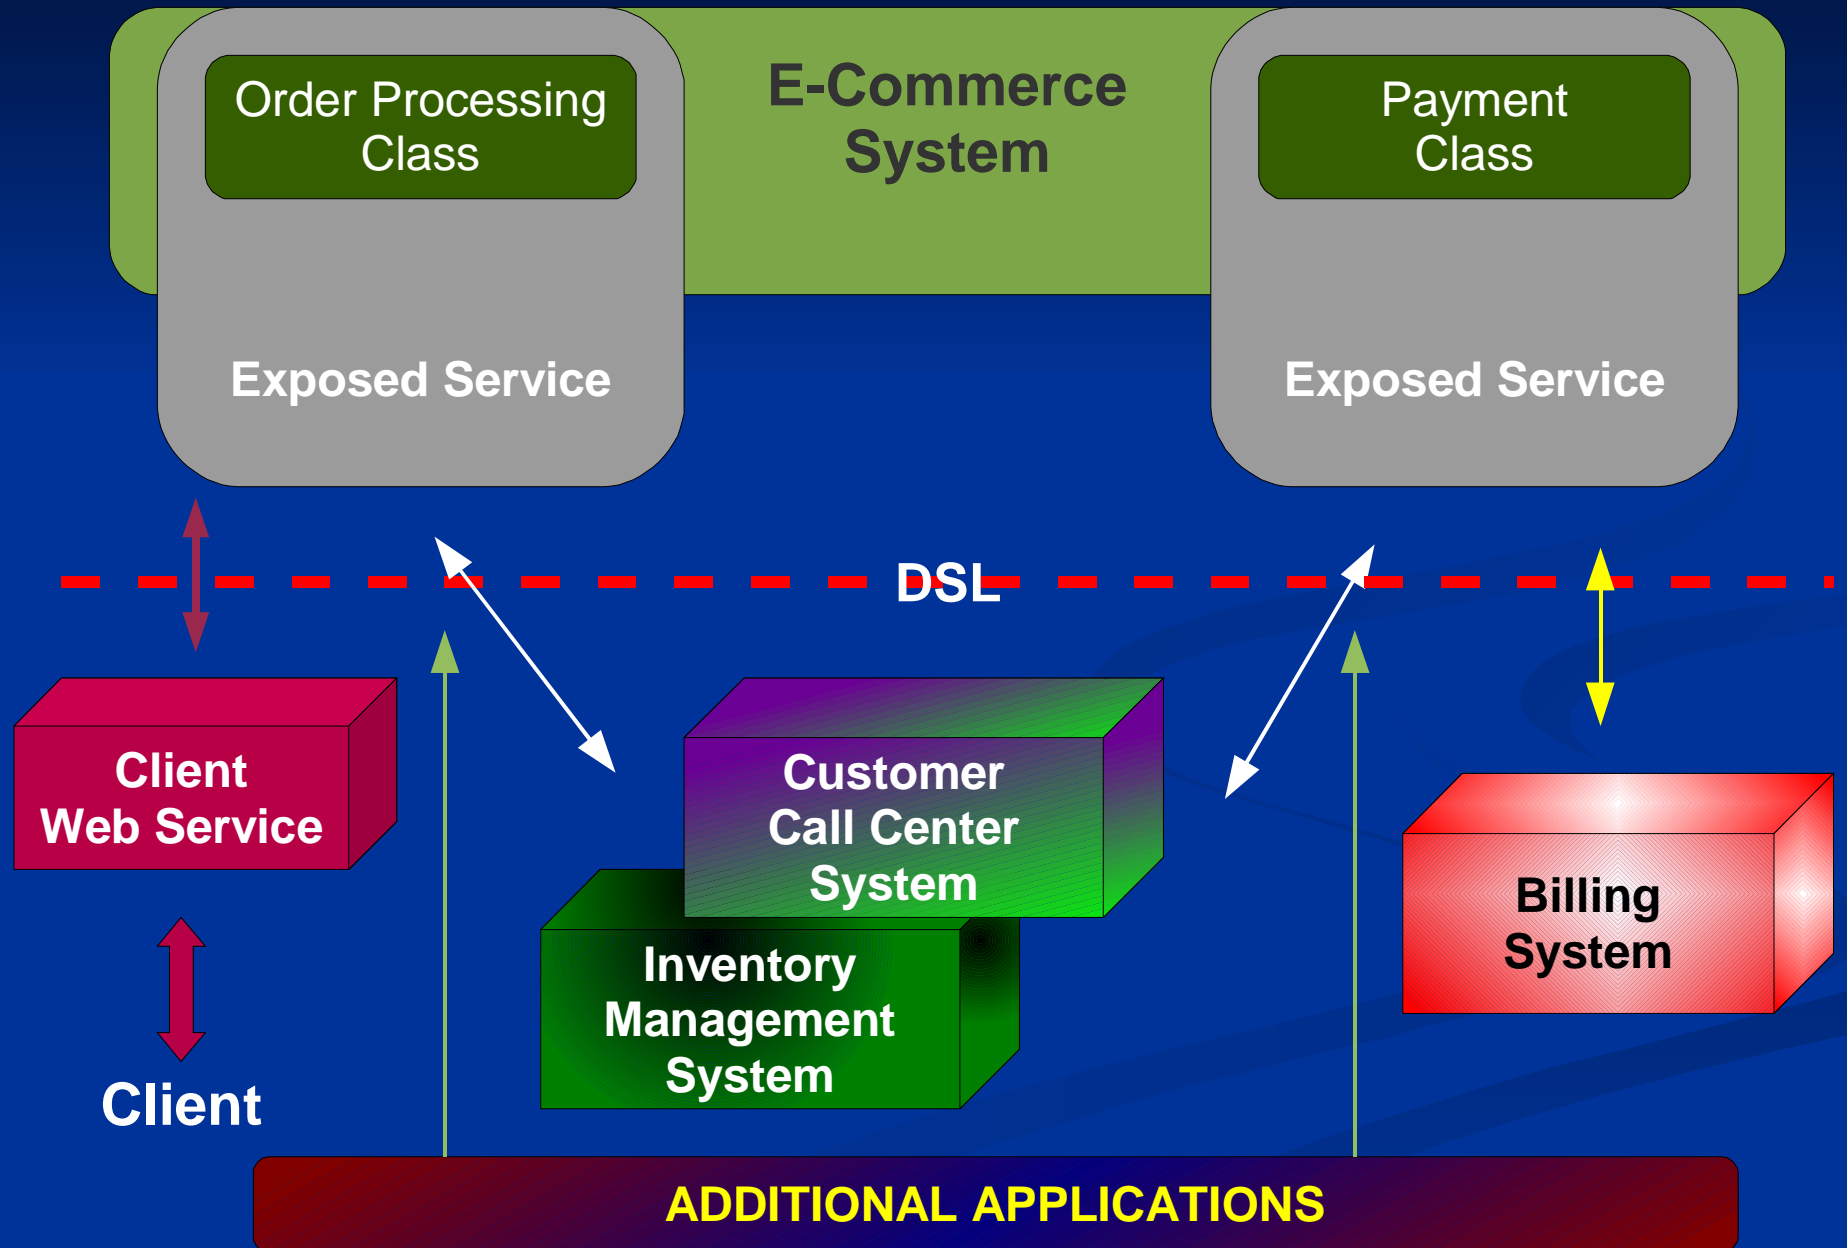 Order Processing
Class
E-Commerce
System
Payment
Class
Exposed Service
Exposed Service
DSL
Client
Web Service
Customer
Call Center
System
Billing
System
Inventory
Management
System
Client
ADDITIONAL APPLICATIONS